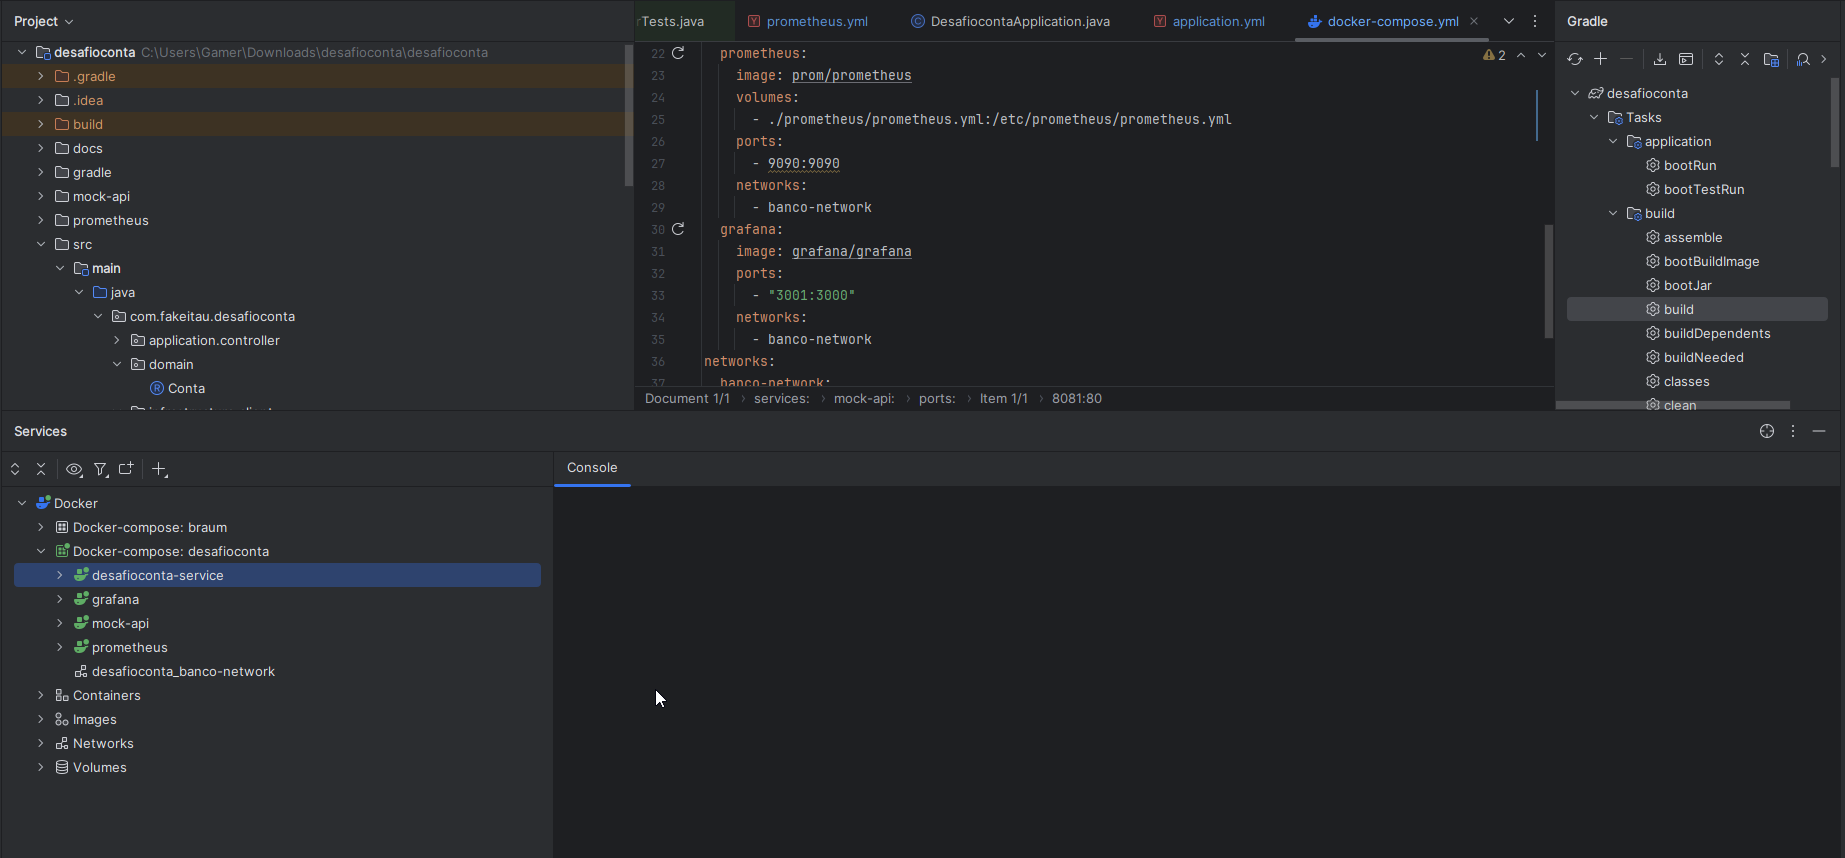 Project
desafioconta C:\Users\Gamer\Downloads\desafioconta\desafioconta
.gradle
.idea
build
docs
gradle
mock-api
prometheus
src
main
java
com.fakeitau.desafioconta
application.controller
domain
Conta
Tests.java
prometheus.yml
DesafiocontaApplication.java
application.yml
docker-compose.yml
2
22 prometheus:
23 image: prom/prometheus
24 volumes:
25 - ./prometheus/prometheus.yml:/etc/prometheus/prometheus.yml
26 ports:
27 - 9090:9090
28 networks:
29 - banco-network
30 grafana:
31 image: grafana/grafana
32 ports:
33 - "3001:3000"
34 networks:
35 - banco-network
36 networks:
37 banco-network:
Document 1/1 › services: › mock-api: › ports: › Item 1/1 › 8081:80
Gradle
desafioconta
Tasks
application
bootRun
bootTestRun
build
assemble
bootBuildImage
bootJar
build
buildDependents
buildNeeded
classes
clean
Services
Docker
Docker-compose: braum
Docker-compose: desafioconta
desafioconta-service
grafana
mock-api
prometheus
desafioconta_banco-network
Containers
Images
Networks
Volumes
Console